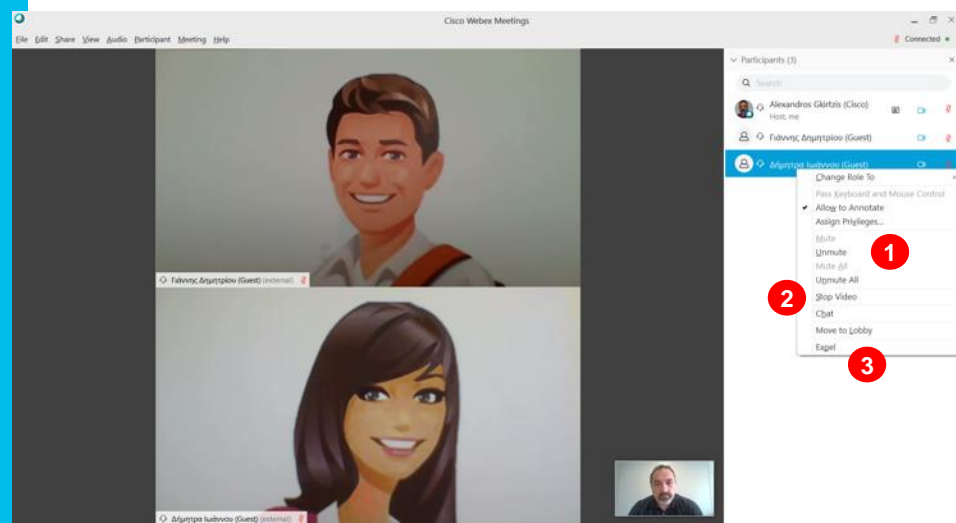 Cisco Webex Meetings
File Edit Share View Audio Participant Meeting Help
Connected
Participants (3)
Search
Alexandros Gkirtzis (Cisco)
Host, me
Γιάννης Δημητρίου (Guest)
Δήμητρα Ιωάννου (Guest)
Change Role To
Pass Keyboard and Mouse Control
Allow to Annotate
Assign Privileges...
Mute
Unmute
1
Mute All
Unmute All
2
Stop Video
Chat
Move to Lobby
Expel
3
Γιάννης Δημητρίου (Guest) (external)
Δήμητρα Ιωάννου (Guest) (external)